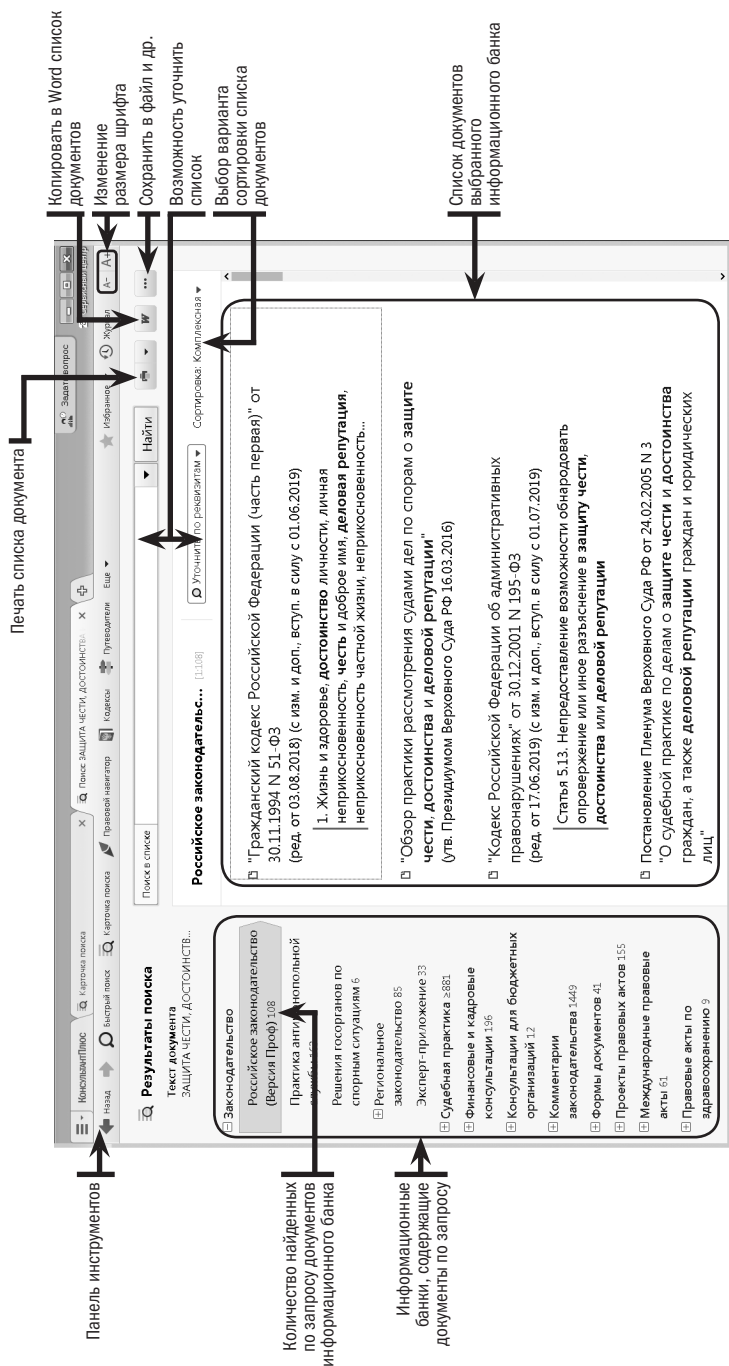 Печать списка документа
Копировать в Word список
документов
Изменение
размера шрифта
Сохранить в файл и др.
Возможность уточнить
список
Выбор варианта
сортировки списка
документов
Список документов
выбранного
информационного банка
Панель инструментов
Количество найденных
по запросу документов
информационного банка
Информационные
банки, содержащие
документы по запросу
КонсультантПлюс
Карточка поиска
Поиск: ЗАЩИТА ЧЕСТИ, ДОСТОИНСТВА
Задать вопрос
центр
Назад
Быстрый поиск
Карточка поиска
Правовой навигатор
Кодексы
Путеводители
Еще
Избранное
Журнал
A- A+
Результаты поиска
Поиск в списке
Найти
W
...
Текст документа
ЗАЩИТА ЧЕСТИ, ДОСТОИНСТВ...
Российское законодательс... [1:108]
Уточнить по реквизитам
Сортировка: Комплексная
Законодательство
Российское законодательство
(Версия Проф) 108
Практика антимонопольной
Решения госорганов по
спорным ситуациям 6
Региональное
законодательство 85
Эксперт-приложение 33
Судебная практика ≥881
Финансовые и кадровые
консультации 196
Консультации для бюджетных
организаций 12
Комментарии
законодательства 1449
Формы документов 41
Проекты правовых актов 155
Международные правовые
акты 61
Правовые акты по
здравоохранению 9
"Гражданский кодекс Российской Федерации (часть первая)" от
30.11.1994 N 51-ФЗ
(ред. от 03.08.2018) (с изм. и доп., вступ. в силу с 01.06.2019)
1. Жизнь и здоровье, достоинство личности, личная
неприкосновенность, честь и доброе имя, деловая репутация,
неприкосновенность частной жизни, неприкосновенность...
"Обзор практики рассмотрения судами дел по спорам о защите
чести, достоинства и деловой репутации"
(утв. Президиумом Верховного Суда РФ 16.03.2016)
"Кодекс Российской Федерации об административных
правонарушениях" от 30.12.2001 N 195-ФЗ
(ред. от 17.06.2019) (с изм. и доп., вступ. в силу с 01.07.2019)
Статья 5.13. Непредоставление возможности обнародовать
опровержение или иное разъяснение в защиту чести,
достоинства или деловой репутации
Постановление Пленума Верховного Суда РФ от 24.02.2005 N 3
"О судебной практике по делам о защите чести и достоинства
граждан, а также деловой репутации граждан и юридических
лиц"